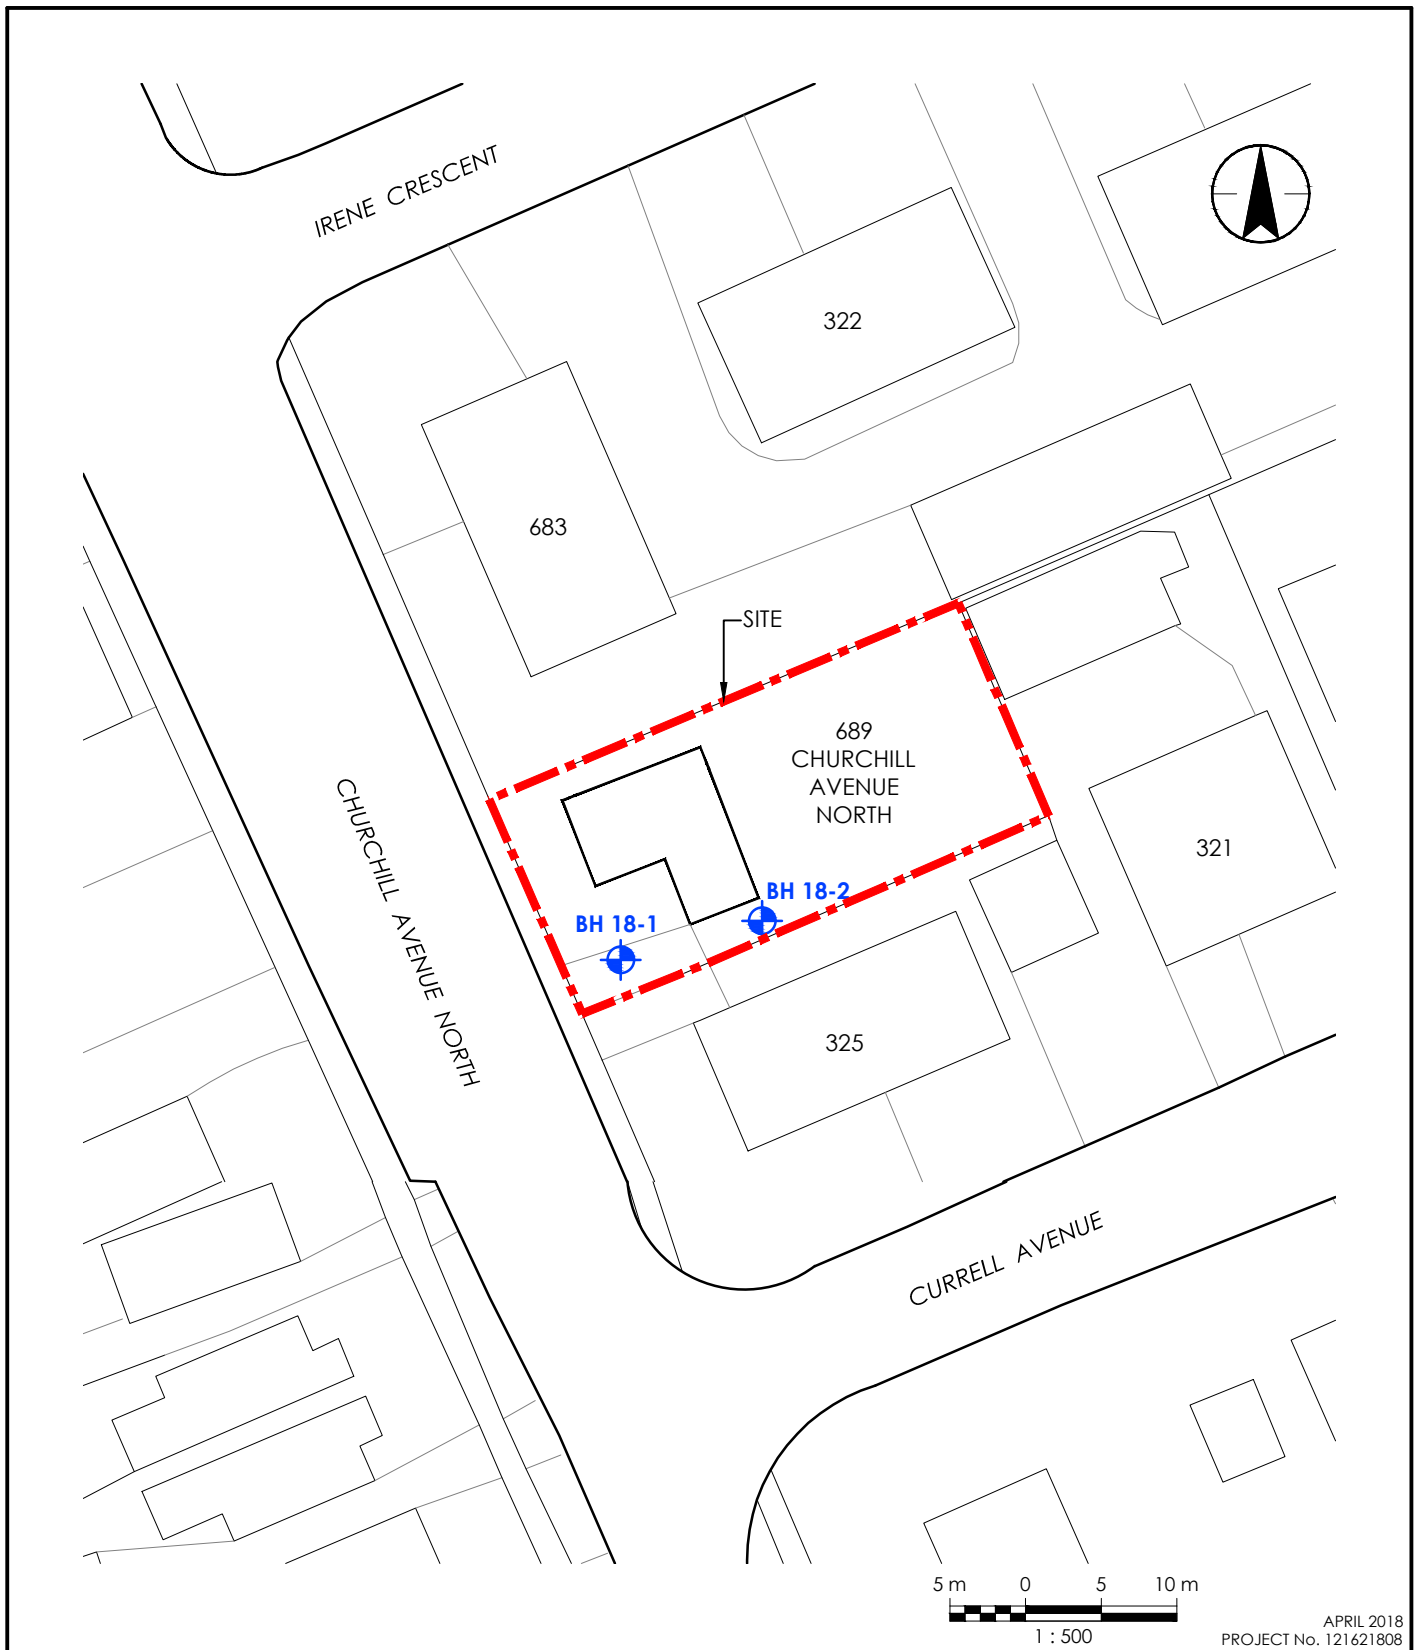 IRENE CRESCENT
322
683
SITE
689
CHURCHILL
AVENUE
NORTH
CHURCHILL AVENUE NORTH
321
BH 18-2
BH 18-1
325
CURRELL AVENUE
5 m 0 5 10 m
1 : 500
APRIL 2018
PROJECT No. 121621808